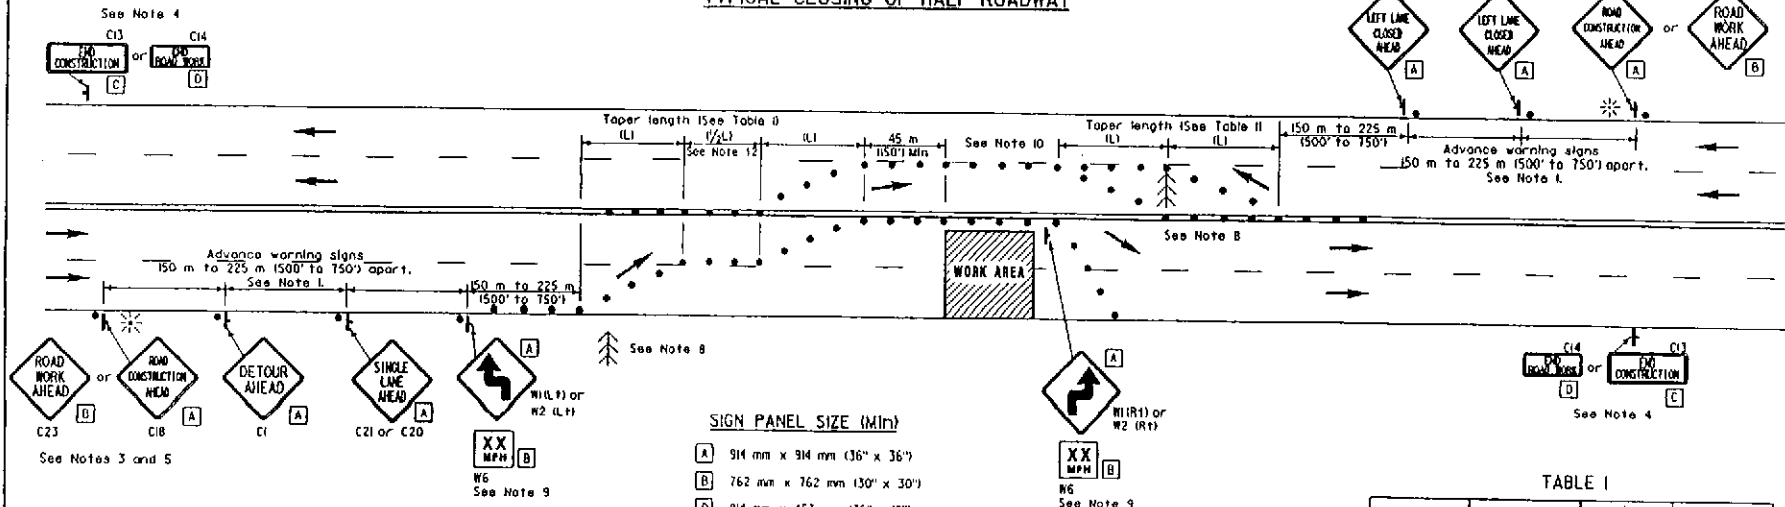 TYPICAL CLOSING OF HALF ROADWAY
See Note 4
C13
C14
END CONSTRUCTION
or
END ROAD WORK
C
D
LEFT LANE CLOSED AHEAD
A
LEFT LANE CLOSED AHEAD
A
ROAD CONSTRUCTION AHEAD
A
or
ROAD WORK AHEAD
B
Taper length (See Table I)
(L)
(½L)
(L)
See Note 12
45 m
(150') Min
See Note 10
Taper length (See Table I)
(L)
(L)
150 m to 225 m
(500' to 750')
Advance warning signs
150 m to 225 m (500' to 750') apart.
See Note 1.
Advance warning signs
150 m to 225 m (500' to 750') apart.
See Note 1.
50 m to 225 m
(500' to 750')
WORK AREA
See Note 8
See Note 8
ROAD WORK AHEAD
B
C23
or
ROAD CONSTRUCTION AHEAD
A
C18
DETOUR AHEAD
A
C1
SINGLE LANE AHEAD
A
C21 or C20
A
W1(Lt) or
W2 (Lt)
XX MPH
B
W6
See Note 9
See Notes 3 and 5
A
W1(Rt) or
W2 (Rt)
XX MPH
B
W6
See Note 9
C14
C13
END ROAD WORK
or
END CONSTRUCTION
D
C
See Note 4
SIGN PANEL SIZE (Min)
A 914 mm x 914 mm (36" x 36")
B 762 mm x 762 mm (30" x 30")
TABLE I